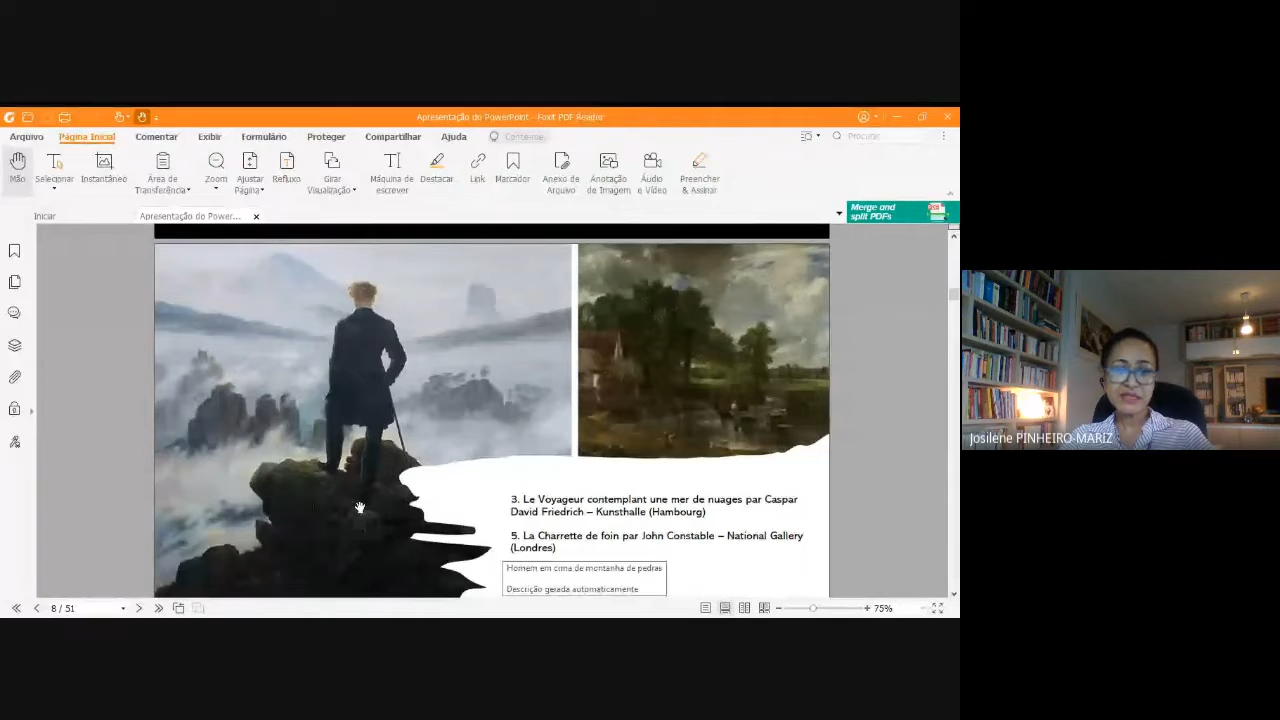 Apresentação do PowerPoint - Foxit PDF Reader
Arquivo Página Inicial Comentar Exibir Formulário Proteger Compartilhar Ajuda Procurar
Mão Selecionar Instantâneo Área de Transferência Zoom Ajustar Página Refluxo Girar Visualização Máquina de escrever Destacar Link Marcador Anexo de Arquivo Anotação de Imagem Áudio e Vídeo Preencher & Assinar
Iniciar Apresentação do Power...
Merge and
split PDFs
3. Le Voyageur contemplant une mer de nuages par Caspar
David Friedrich – Kunsthalle (Hambourg)
5. La Charrette de foin par John Constable – National Gallery
(Londres)
Homem em cima de montanha de pedras
Descrição gerada automaticamente
Josilene PINHEIRO-MARIZ
8 / 51
75%